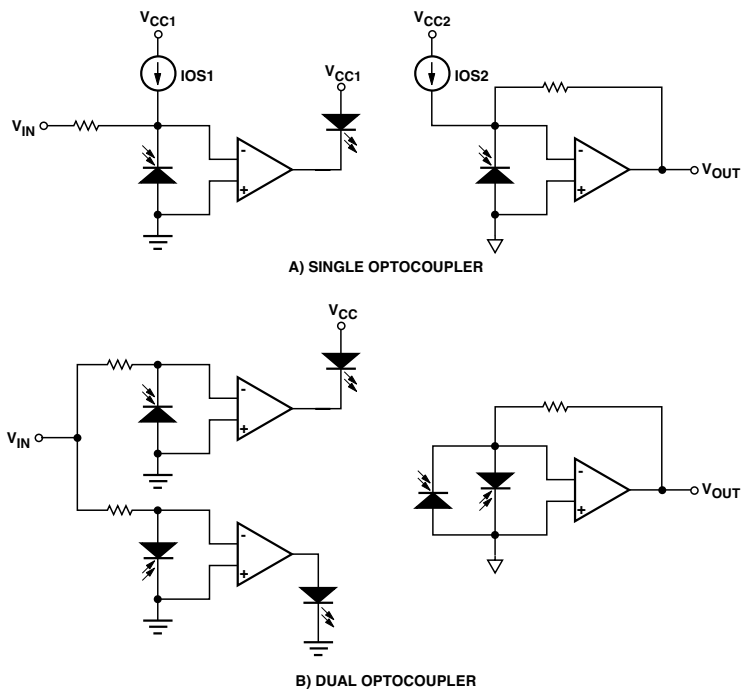 VCC1
IOS1
VIN
-
+
VCC1
VCC2
IOS2
-
+
VOUT
A) SINGLE OPTOCOUPLER
VCC
-
+
VIN
-
+
-
+
VOUT
B) DUAL OPTOCOUPLER